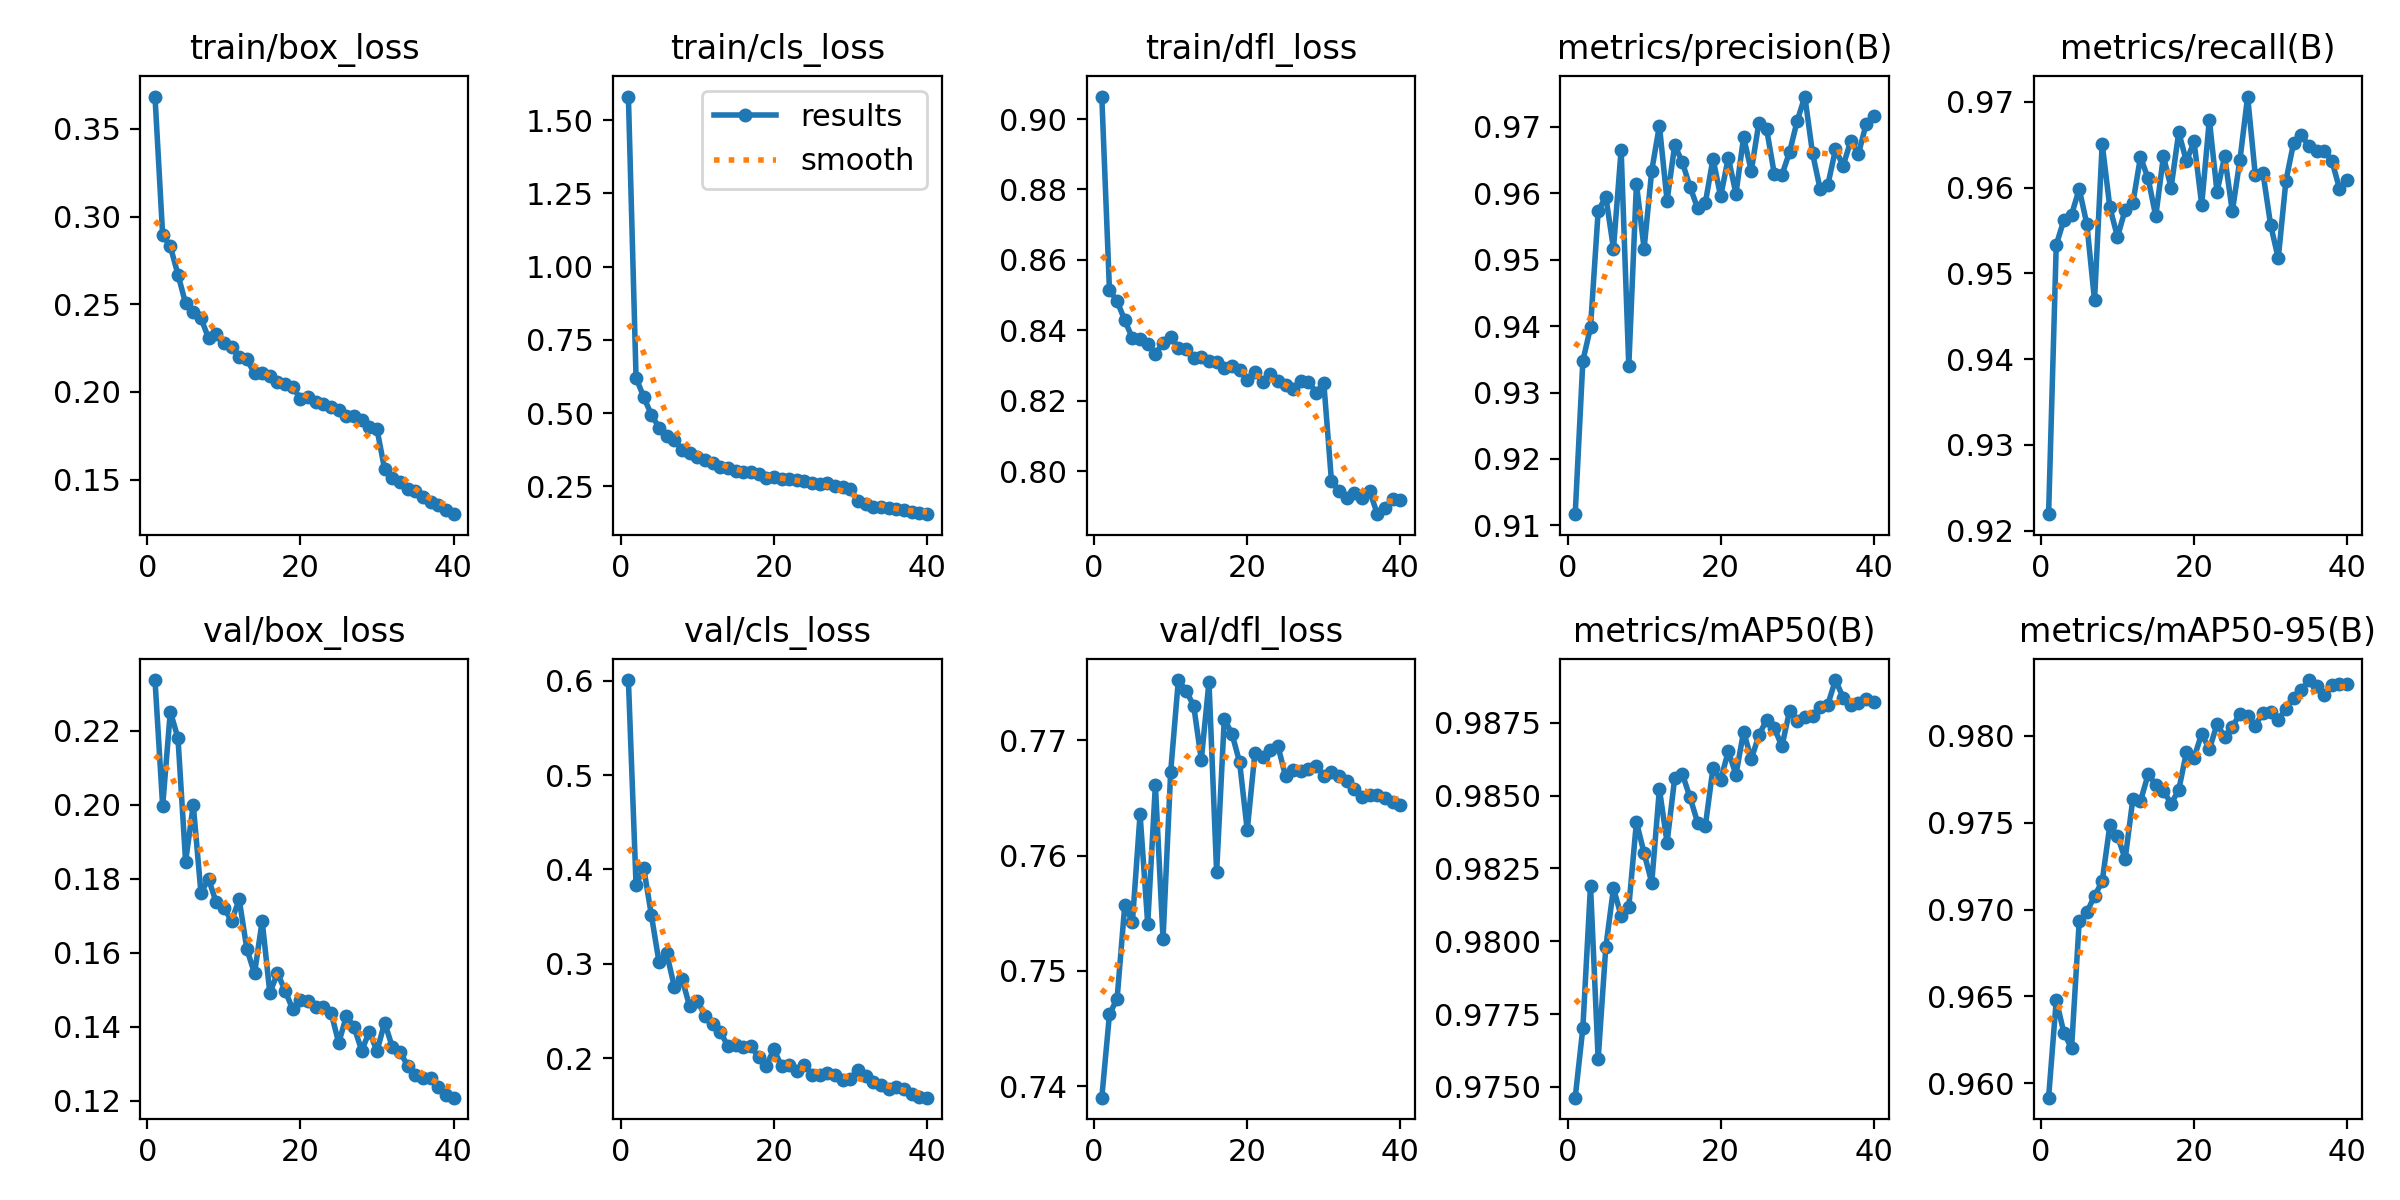 train/box_loss
train/cls_loss
train/dfl_loss
metrics/precision(B)
metrics/recall(B)
0.35
0.30
0.25
0.20
0.15
0 20 40
1.50
1.25
1.00
0.75
0.50
0.25
0 20 40
results
smooth
0.90
0.88
0.86
0.84
0.82
0.80
0 20 40
0.97
0.96
0.95
0.94
0.93
0.92
0.91
0 20 40
0.97
0.96
0.95
0.94
0.93
0.92
0 20 40
val/box_loss
val/cls_loss
val/dfl_loss
metrics/mAP50(B)
metrics/mAP50-95(B)
0.22
0.20
0.18
0.16
0.14
0.12
0 20 40
0.6
0.5
0.4
0.3
0.2
0 20 40
0.77
0.76
0.75
0.74
0 20 40
0.9875
0.9850
0.9825
0.9800
0.9775
0.9750
0 20 40
0.980
0.975
0.970
0.965
0.960
0 20 40